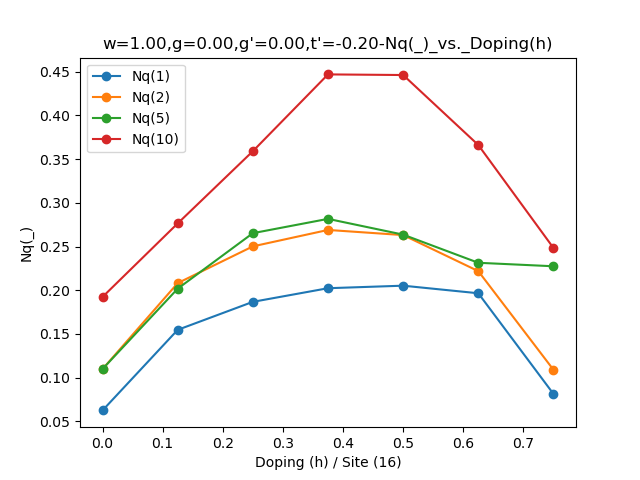 w=1.00,g=0.00,g'=0.00,t'=-0.20-Nq(_)_vs._Doping(h)
Nq(1)
Nq(2)
Nq(5)
Nq(10)
0.45
0.40
0.35
0.30
0.25
0.20
0.15
0.10
0.05
Nq(_)
0.0 0.1 0.2 0.3 0.4 0.5 0.6 0.7
Doping (h) / Site (16)